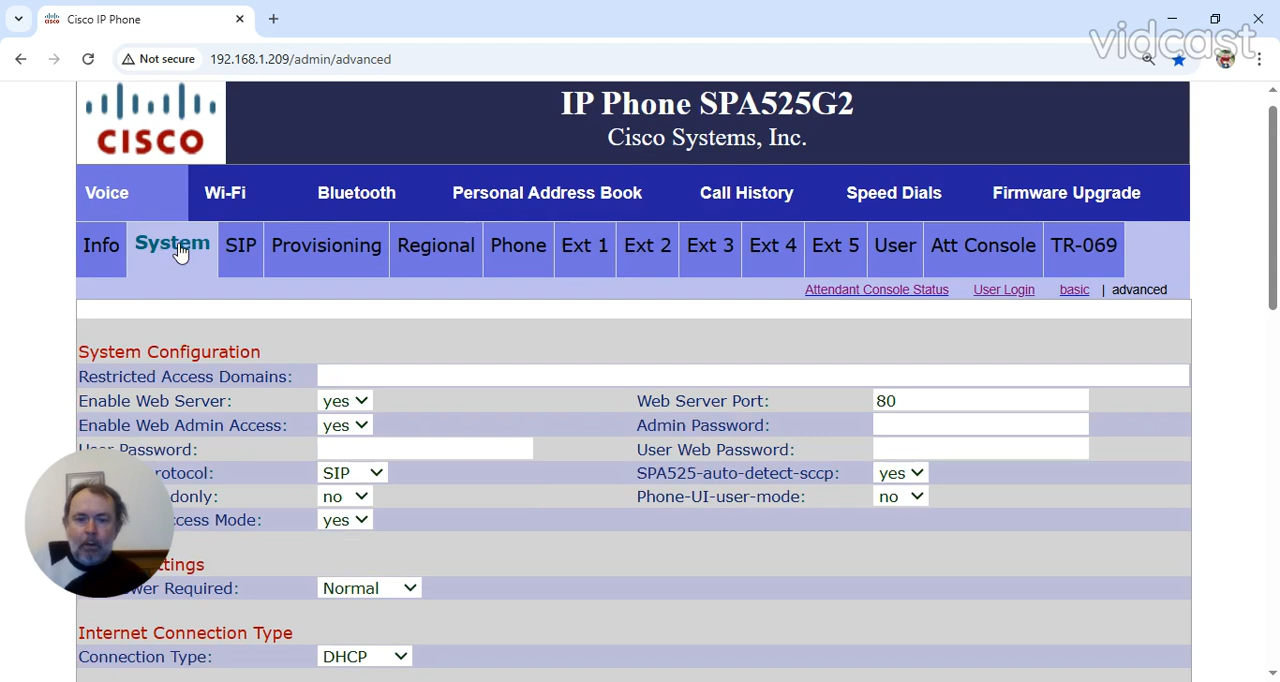 Cisco IP Phone
vidcast
Not secure
192.168.1.209/admin/advanced
CISCO
IP Phone SPA525G2
Cisco Systems, Inc.
Voice
Wi-Fi
Bluetooth
Personal Address Book
Call History
Speed Dials
Firmware Upgrade
Info
System
SIP
Provisioning
Regional
Phone
Ext 1
Ext 2
Ext 3
Ext 4
Ext 5
User
Att Console
TR-069
Attendant Console Status
User Login
basic
| advanced
System Configuration
Restricted Access Domains:
Enable Web Server: yes
Web Server Port: 80
Enable Web Admin Access: yes
Admin Password:
Password:
User Web Password:
rotocol: SIP
SPA525-auto-detect-sccp: yes
donly: no
Phone-UI-user-mode: no
ccess Mode: yes
ttings
wer Required: Normal
Internet Connection Type
Connection Type: DHCP